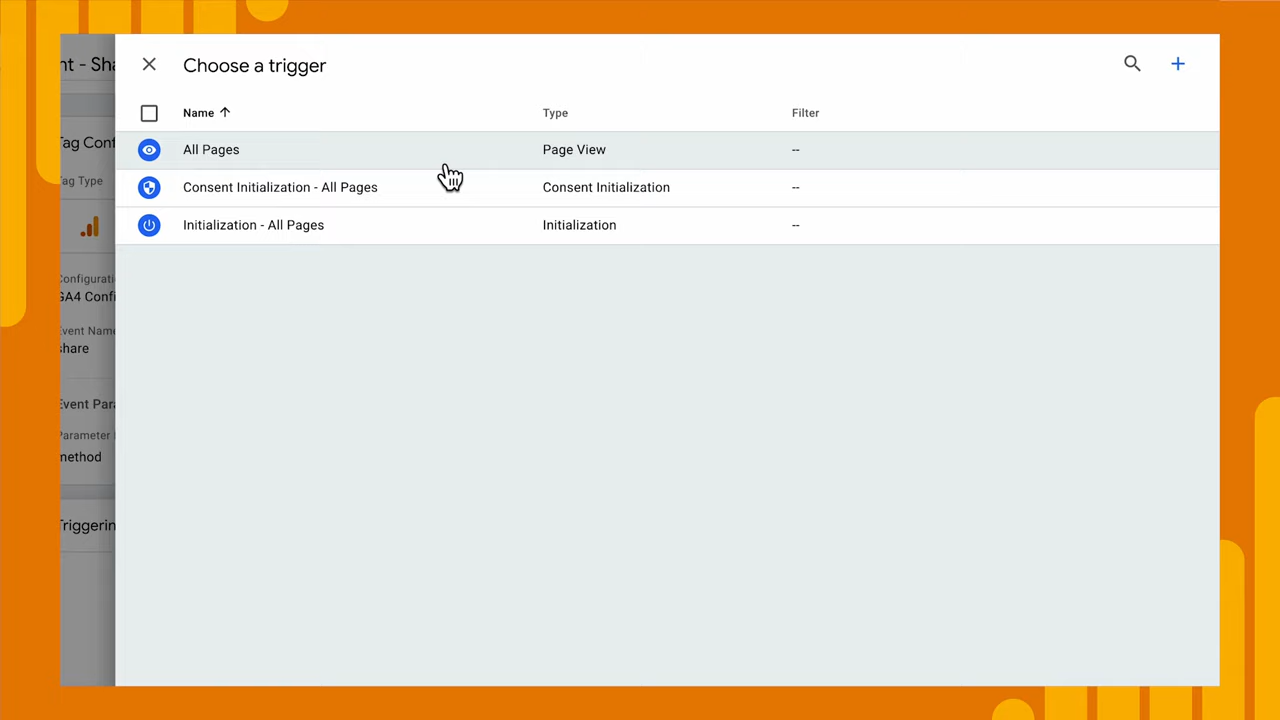 nt - Sha
Choose a trigger
Name Type Filter
All Pages Page View --
Consent Initialization - All Pages Consent Initialization --
Initialization - All Pages Initialization --
Tag Conf
Tag Type
Configurati
GA4 Confi
Event Name
share
Event Para
Parameter
method
Triggerin